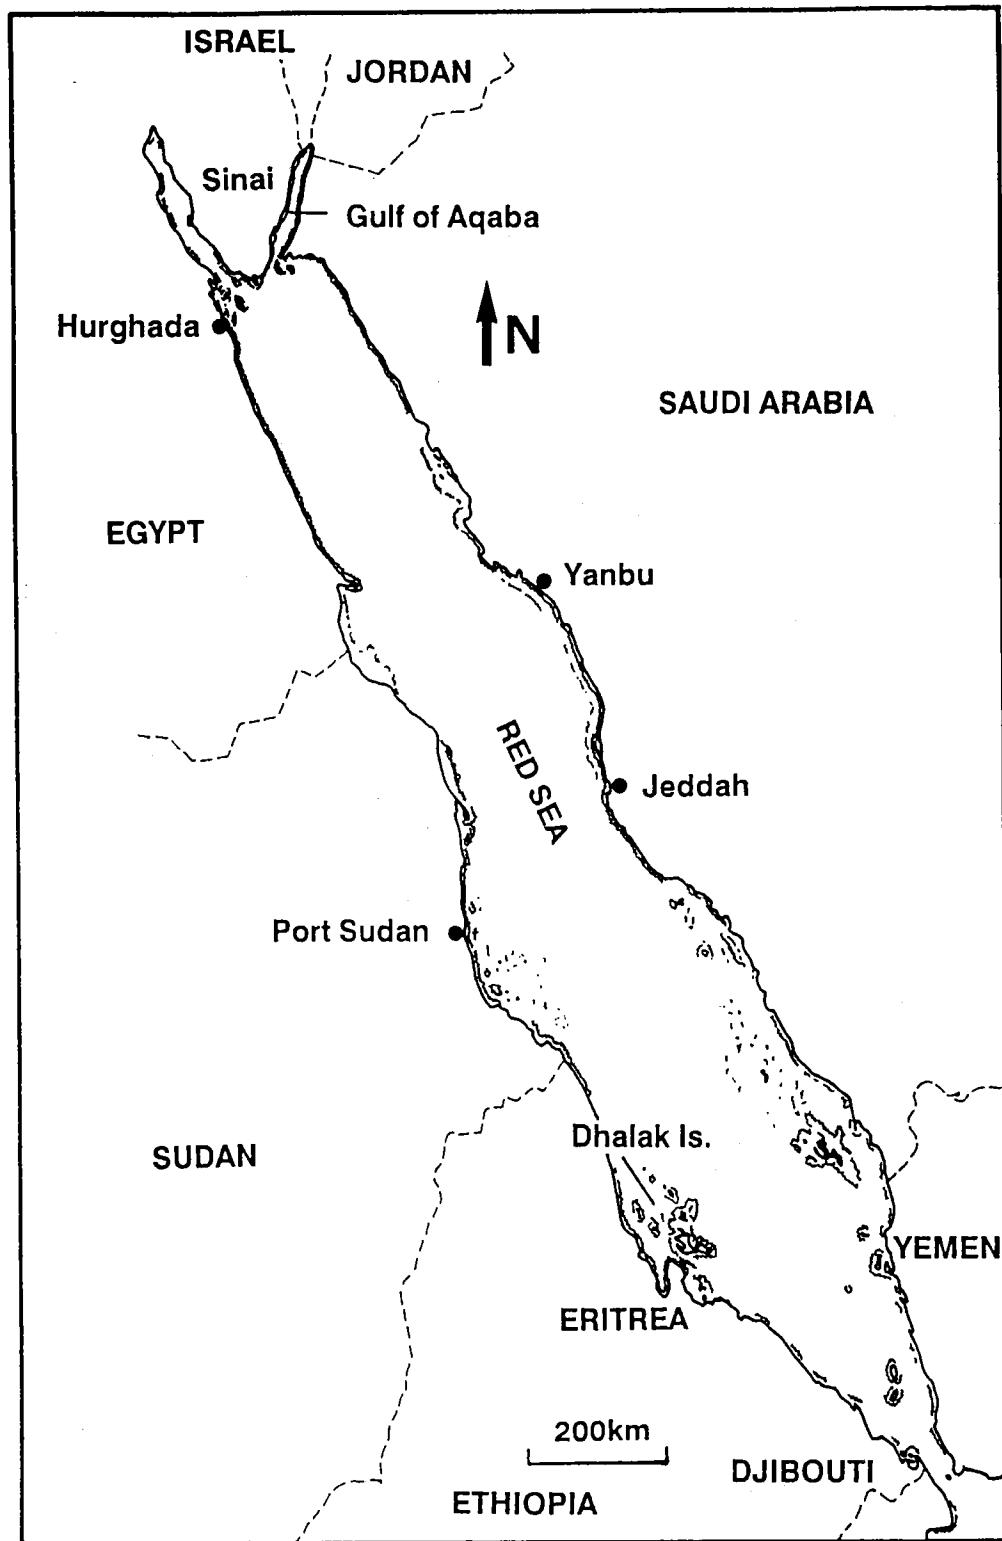 ISRAEL
JORDAN
Sinai
Gulf of Aqaba
Hurghada
N
SAUDI ARABIA
EGYPT
Yanbu
RED SEA
Jeddah
Port Sudan
Dhalak Is.
SUDAN
YEMEN
ERITREA
200km
DJIBOUTI
ETHIOPIA